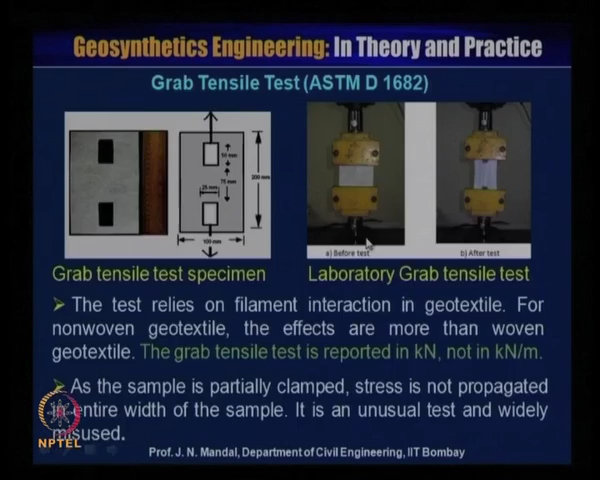 Geosynthetics Engineering: In Theory and Practice
Grab Tensile Test (ASTM D 1682)
50 mm
75 mm
25 mm
200 mm
100 mm
a) Before test
b) After test
Grab tensile test specimen
Laboratory Grab tensile test
➢ The test relies on filament interaction in geotextile. For
nonwoven geotextile, the effects are more than woven
geotextile. The grab tensile test is reported in kN, not in kN/m.
➢ As the sample is partially clamped, stress is not propagated
in entire width of the sample. It is an unusual test and widely
misused.
NPTEL
Prof. J. N. Mandal, Department of Civil Engineering, IIT Bombay